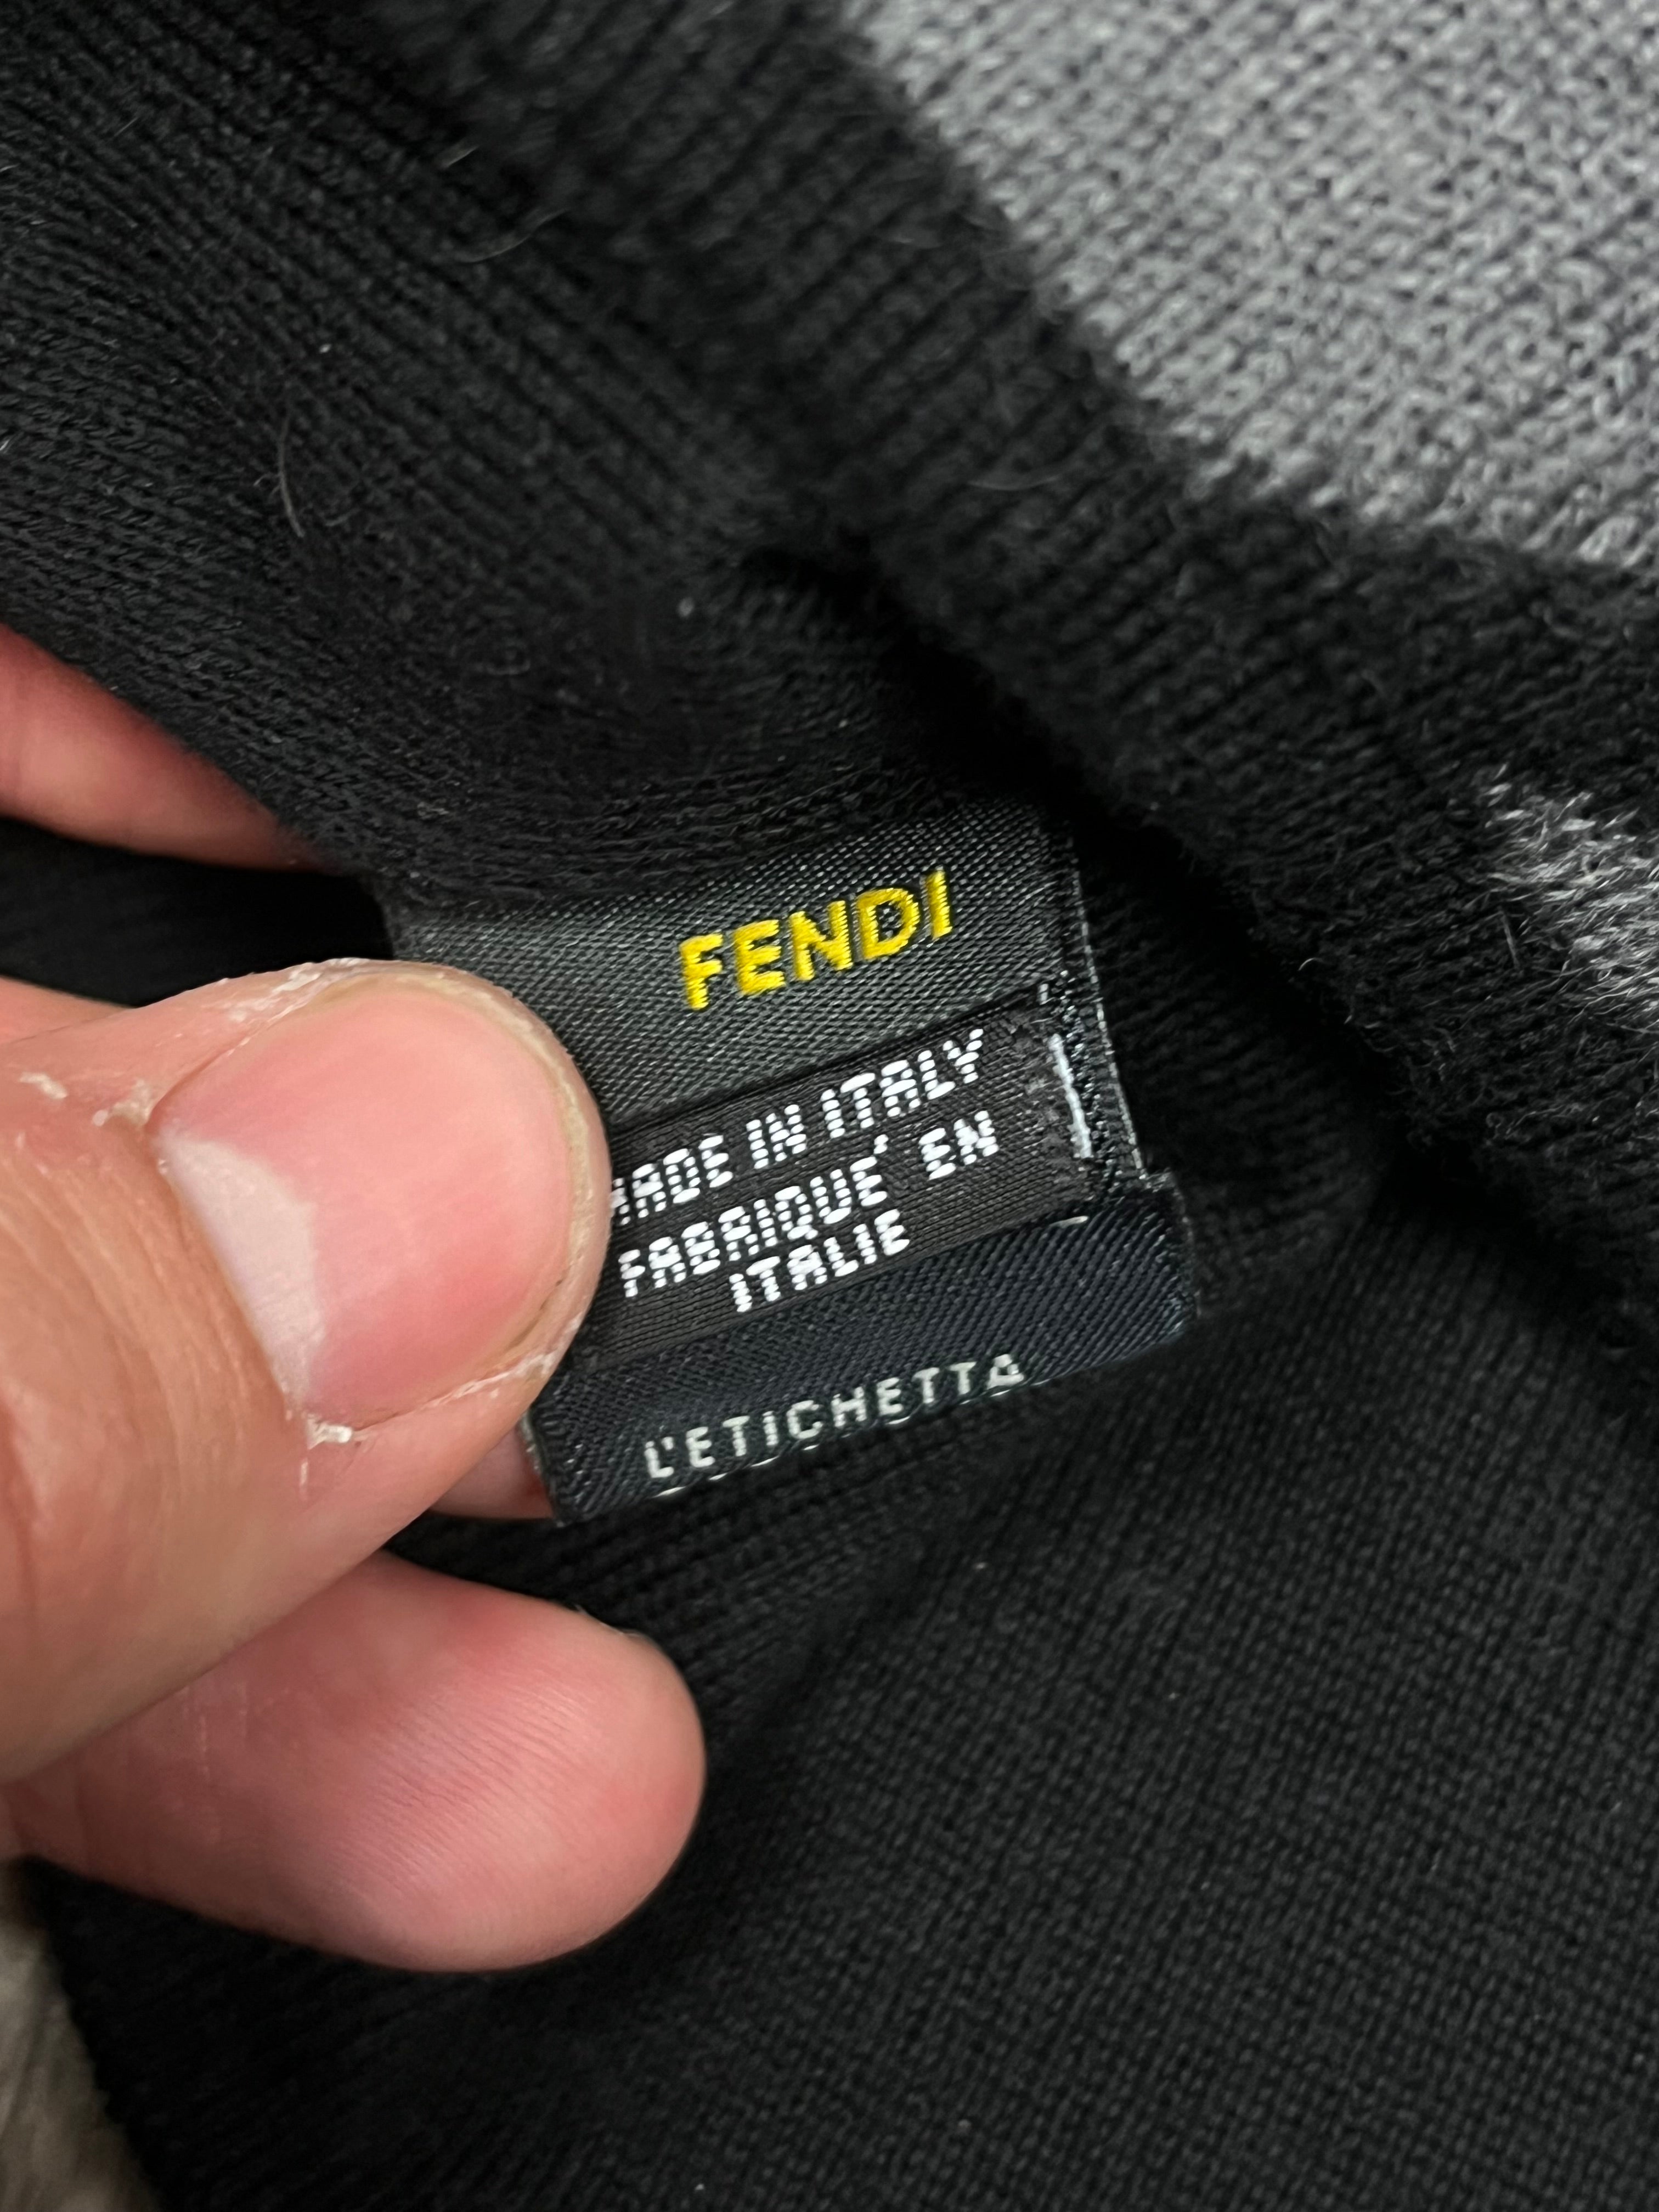 FENDI
MADE IN ITALY
FABRIQUE´ EN
ITALIE
L'ETICHETTA